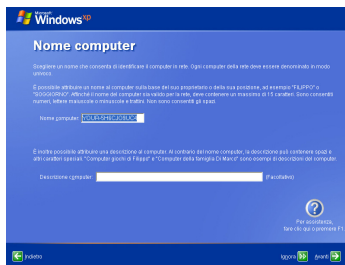 Microsoft
Windows xp
Nome computer
Scegliere un nome che consenta di identificare il computer in rete. Ogni computer della rete deve essere denominato in modo
univoco.
È possibile attribuire un nome al computer sulla base del suo proprietario o della sua posizione, ad esempio "FILIPPO" o
"SOGGIORNO". Affinché il nome del computer sia valido per la rete, deve contenere un massimo di 15 caratteri. Sono consentiti
numeri, lettere maiuscole o minuscole e trattini. Non sono consentiti gli spazi.
Nome computer:
È inoltre possibile attribuire una descrizione al computer. Al contrario del nome computer, la descrizione può contenere spazi e
altri caratteri speciali. "Computer giochi di Filippo" e "Computer della famiglia Di Marco" sono esempi di descrizioni del computer.
Descrizione computer: (Facoltativo)
Per assistenza,
fare clic qui o premere F1.
Indietro Ignora Avanti